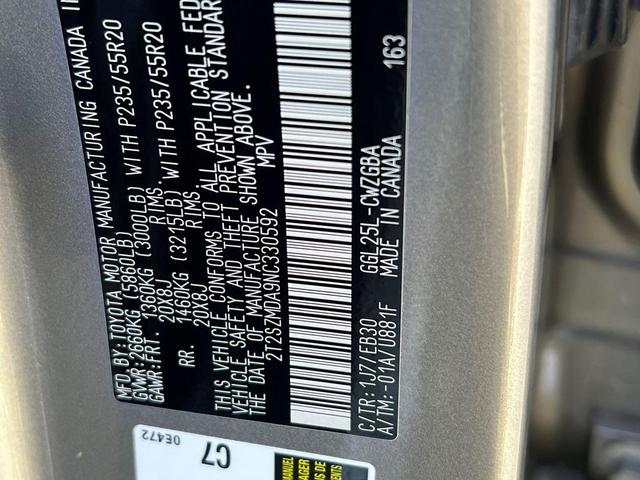 MFD.BY:TOYOTA MOTOR MANUFACTURING CANADA
GVWR:2660KG (5860LB)
GAWR:FRT. 1360KG (3000LB) WITH P235/55R20
20X8J RIMS.
RR. 1460KG (3215LB) WITH P235/55R20
20X8J RIMS.
THIS VEHICLE CONFORMS TO ALL APPLICABLE FED
VEHICLE SAFETY AND THEFT PREVENTION STANDAR
IN EFFECT ON THE DATE OF MANUFACTURE SHOWN ABOVE.
2T2SZMDA9NC330592 MPV
GGL25L-CWZGBA 163
C/TR: 1J7/EB30 MADE IN CANADA
A/TM:-01A/U881F
0E472
C7
MANUEL